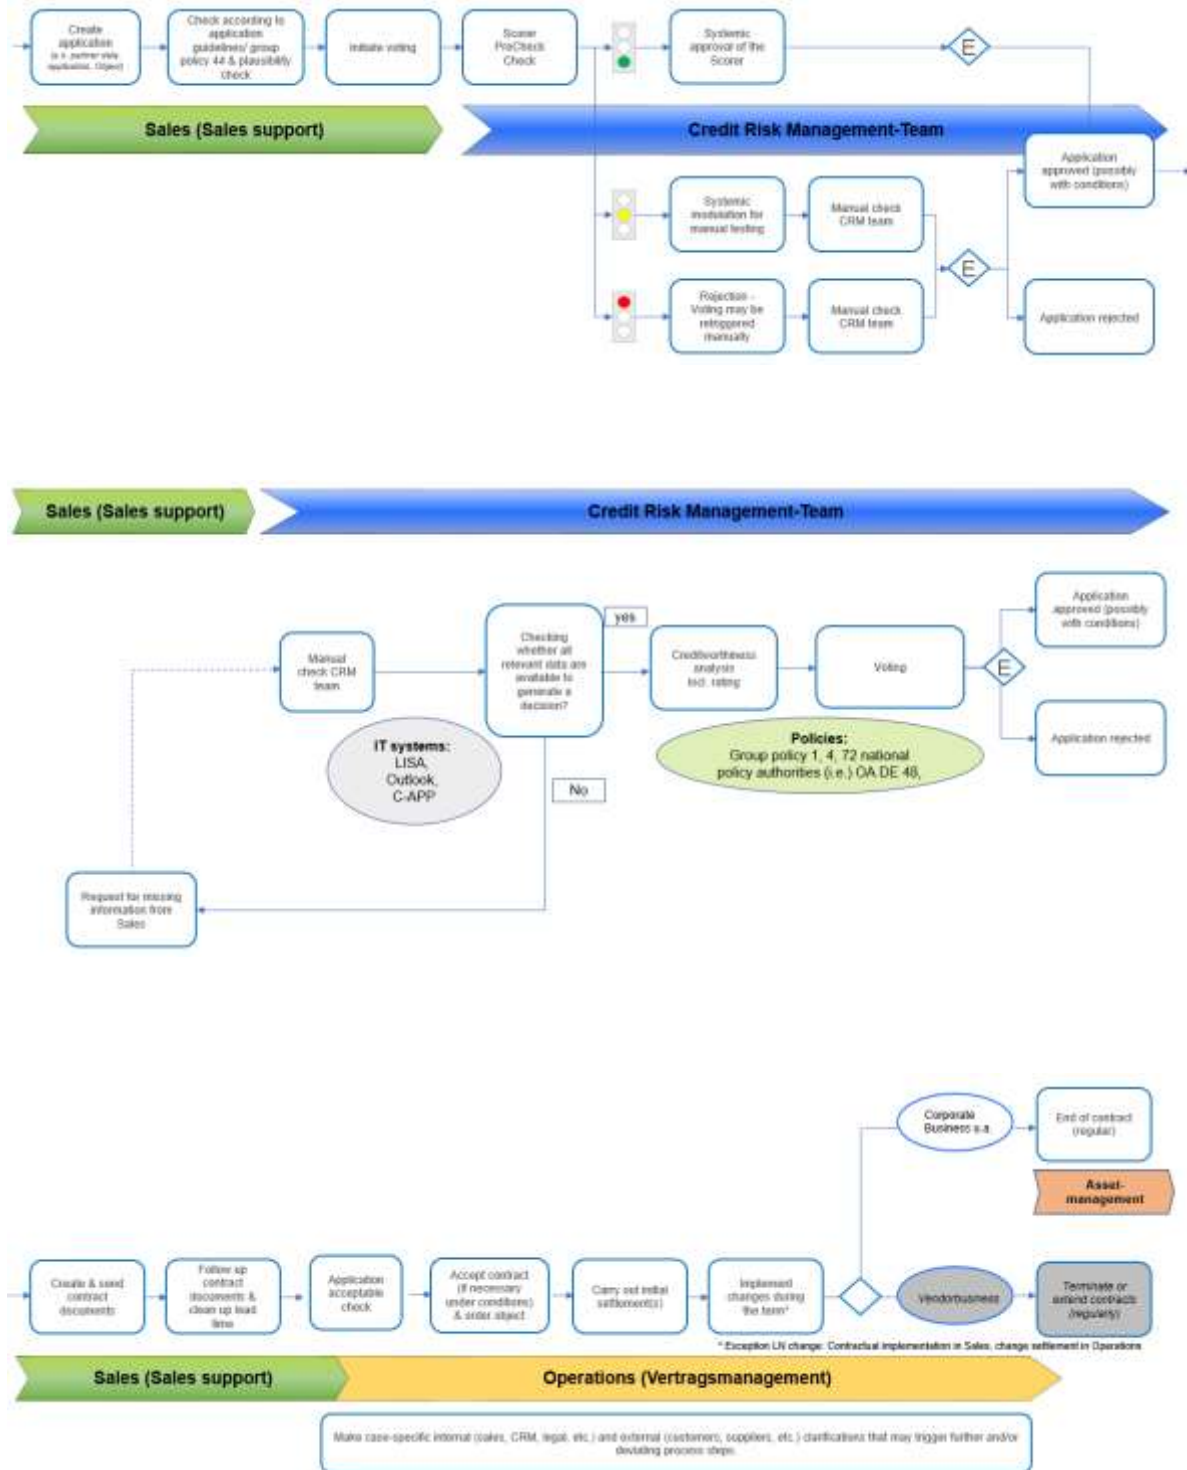 Create
application
(e.g. partner data
application, Object)
Check according to
application
guidelines/ group
policy 44 & plausibility
check
Initiate voting
Scorer
PreCheck
Check
Systemic
approval of the
Scorer
E
Sales (Sales support)
Credit Risk Management-Team
Application
approved (possibly
with conditions)
Systemic
modulation for
manual testing
Manual check
CRM team
E
Rejection -
Voting may be
retriggered
manually
Manual check
CRM team
Application rejected
Sales (Sales support)
Credit Risk Management-Team
Manual
check CRM
team
Checking
whether all
relevant data are
available to
generate a
decision?
yes
Creditworthiness
analysis
incl. rating
Voting
E
Application
approved (possibly
with conditions)
Application rejected
IT systems:
LISA,
Outlook,
C-APP
Policies:
Group policy 1, 4, 72 national
policy authorities (i.e.) OA DE 48,
No
Request for missing
information from
Sales
Corporate
Business u.a
End of contract
(regular)
Asset-
management
Create & send
contract
documents
Follow up
contract
documents &
clean up lead
time
Application
acceptable
check
Accept contract
(if necessary
under conditions)
& order object
Carry out initial
settlement(s)
Implement
changes during
the term*
Vendorbusiness
Terminate or
extend contracts
(regularly)
* Exception LN change: Contractual implementation in Sales, change settlement in Operations
Sales (Sales support)
Operations (Vertragsmanagement)
Make case-specific internal (sales, CRM, legal, etc.) and external (customers, suppliers, etc.) clarifications that may trigger further and/or
deviating process steps.